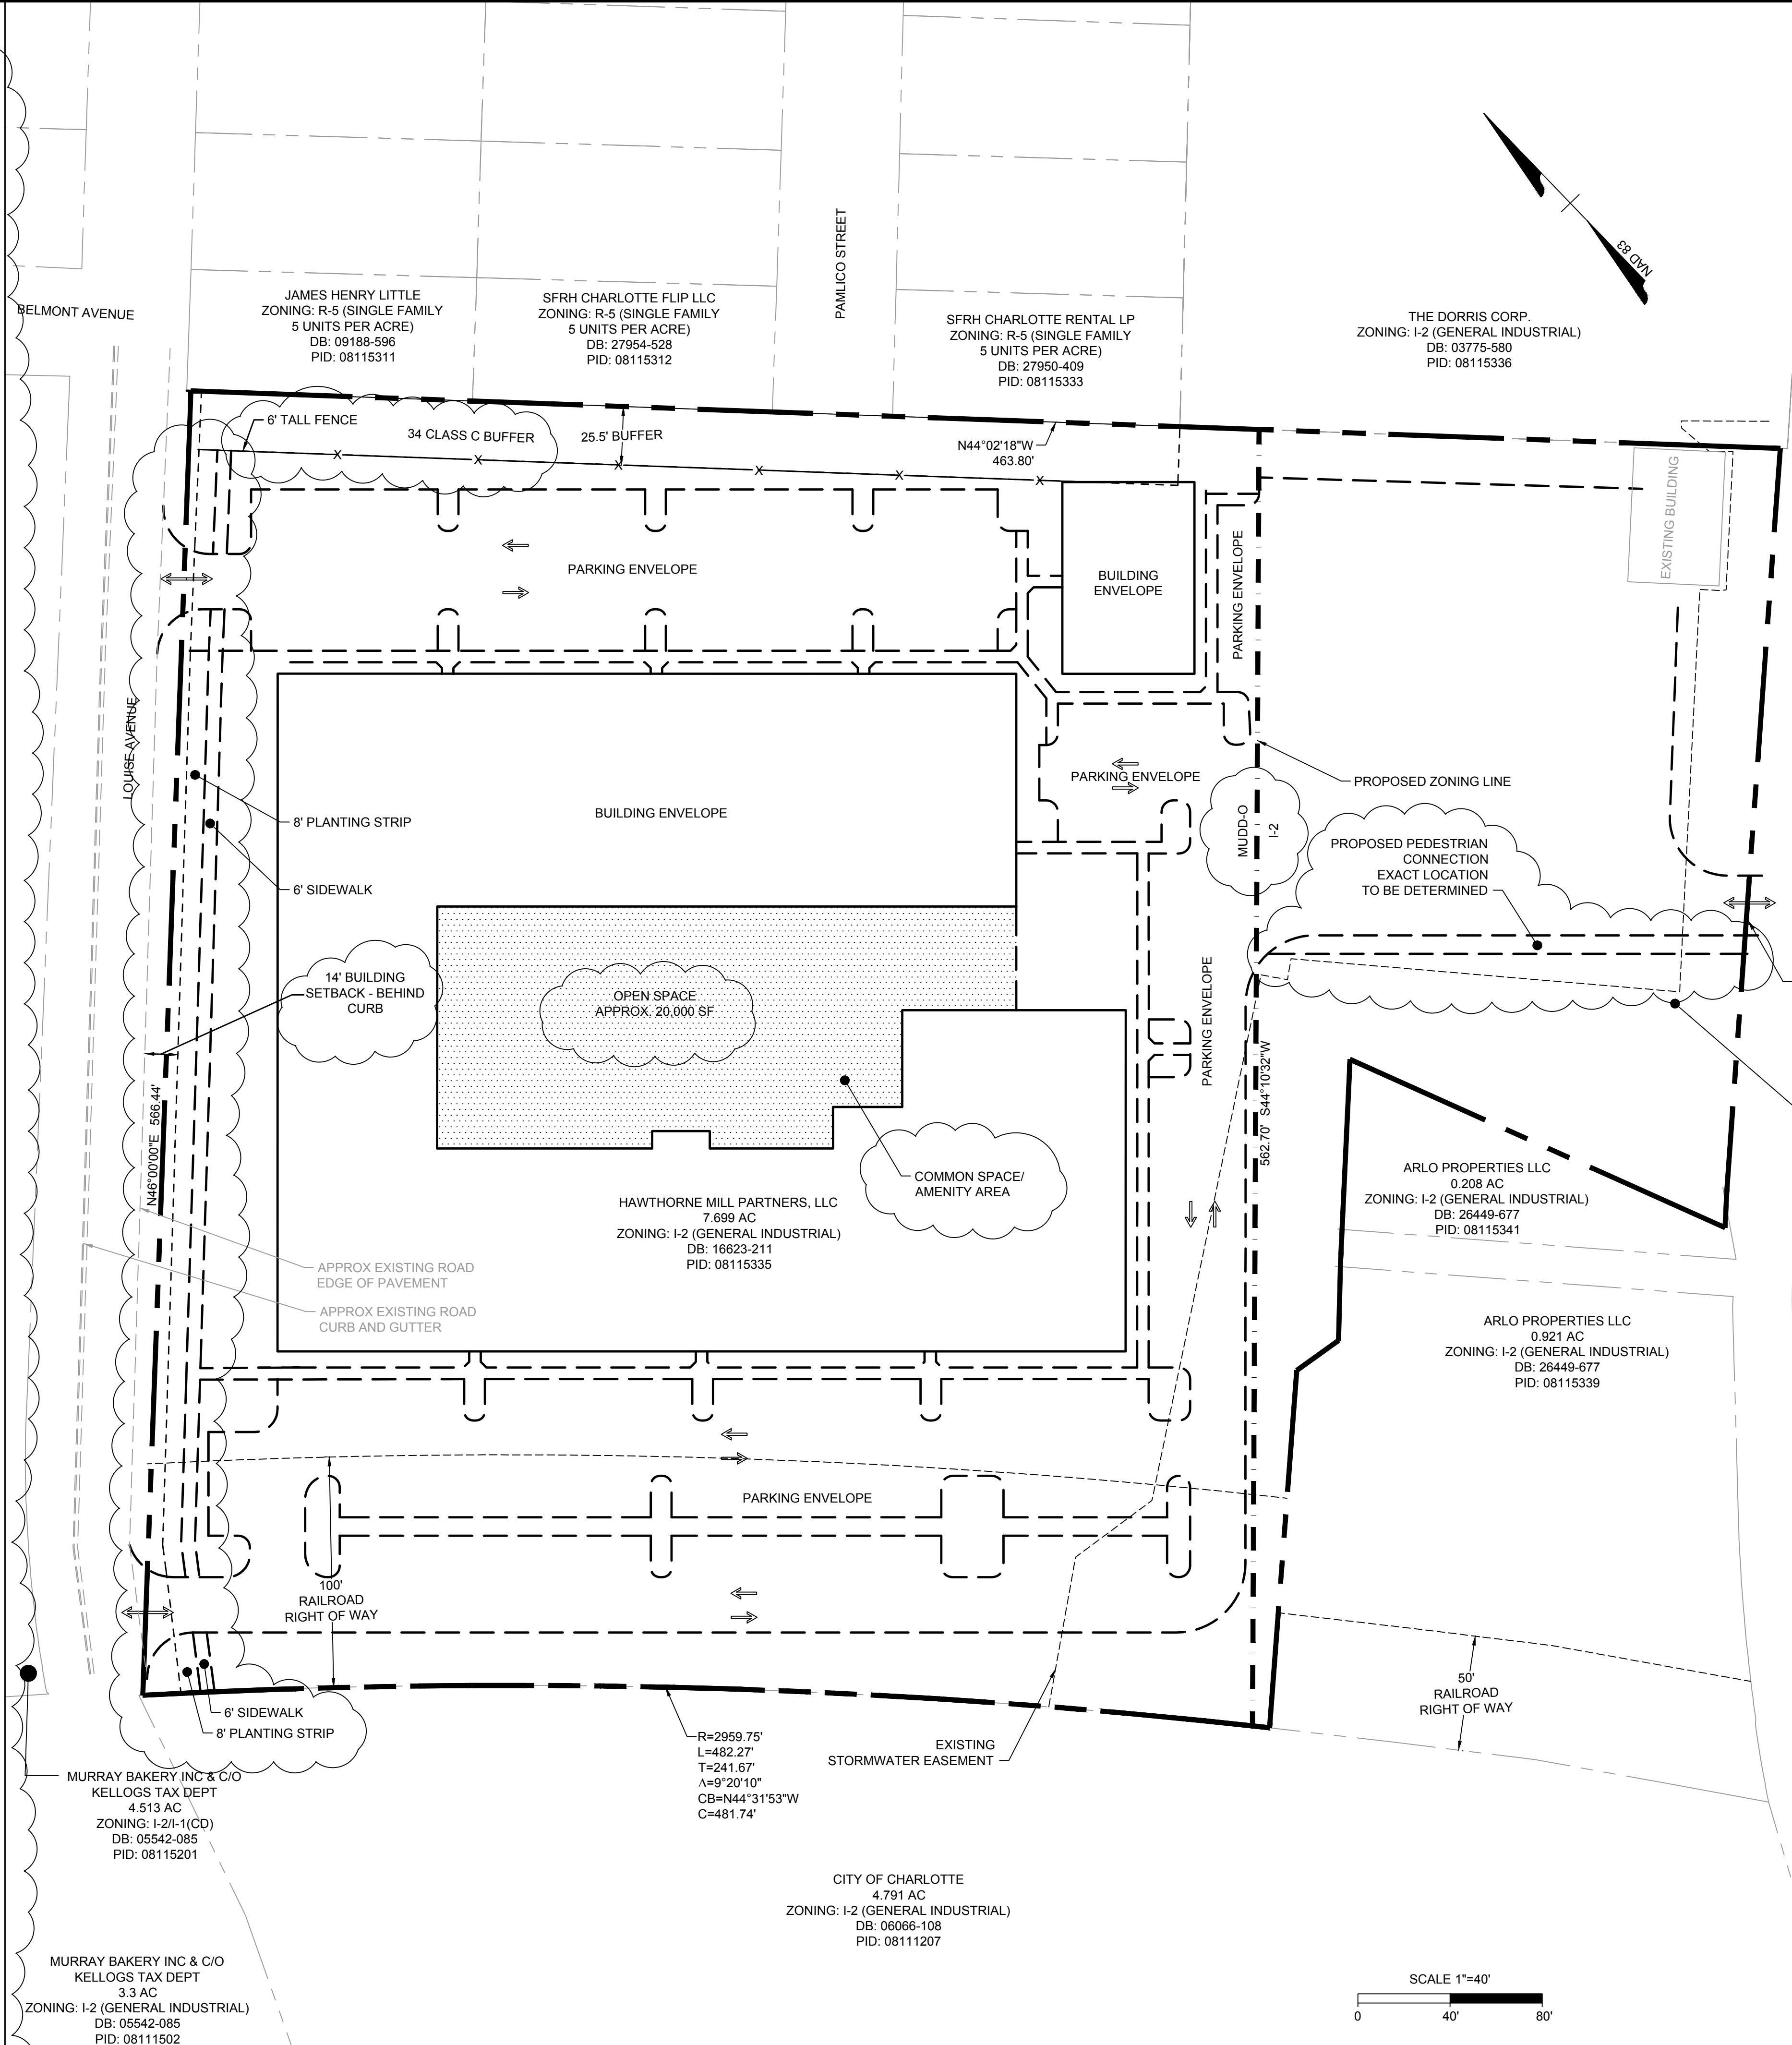 NAD 83
PAMLICO STREET
BELMONT AVENUE
JAMES HENRY LITTLE
ZONING: R-5 (SINGLE FAMILY
5 UNITS PER ACRE)
DB: 09188-596
PID: 08115311
SFRH CHARLOTTE FLIP LLC
ZONING: R-5 (SINGLE FAMILY
5 UNITS PER ACRE)
DB: 27954-528
PID: 08115312
SFRH CHARLOTTE RENTAL LP
ZONING: R-5 (SINGLE FAMILY
5 UNITS PER ACRE)
DB: 27950-409
PID: 08115333
THE DORRIS CORP.
ZONING: I-2 (GENERAL INDUSTRIAL)
DB: 03775-580
PID: 08115336
6' TALL FENCE
34 CLASS C BUFFER
25.5' BUFFER
N44°02'18"W
463.80'
X X X X X X
EXISTING BUILDING
PARKING ENVELOPE
BUILDING
ENVELOPE
PARKING ENVELOPE
LOUISE AVENUE
PARKING ENVELOPE
PROPOSED ZONING LINE
8' PLANTING STRIP
BUILDING ENVELOPE
MUDD-O
I-2
PROPOSED PEDESTRIAN
CONNECTION
EXACT LOCATION
TO BE DETERMINED
6' SIDEWALK
14' BUILDING
SETBACK - BEHIND
CURB
OPEN SPACE
APPROX. 20,000 SF
PARKING ENVELOPE
562.70' S44°10'32"W
N46°00'00"E 566.44'
COMMON SPACE/
AMENITY AREA
HAWTHORNE MILL PARTNERS, LLC
7.699 AC
ZONING: I-2 (GENERAL INDUSTRIAL)
DB: 16623-211
PID: 08115335
ARLO PROPERTIES LLC
0.208 AC
ZONING: I-2 (GENERAL INDUSTRIAL)
DB: 26449-677
PID: 08115341
APPROX EXISTING ROAD
EDGE OF PAVEMENT
APPROX EXISTING ROAD
CURB AND GUTTER
ARLO PROPERTIES LLC
0.921 AC
ZONING: I-2 (GENERAL INDUSTRIAL)
DB: 26449-677
PID: 08115339
PARKING ENVELOPE
100'
RAILROAD
RIGHT OF WAY
50'
RAILROAD
RIGHT OF WAY
6' SIDEWALK
8' PLANTING STRIP
R=2959.75'
L=482.27'
T=241.67'
Δ=9°20'10"
CB=N44°31'53"W
C=481.74'
EXISTING
STORMWATER EASEMENT
MURRAY BAKERY INC & C/O
KELLOGS TAX DEPT
4.513 AC
ZONING: I-2/I-1(CD)
DB: 05542-085
PID: 08115201
CITY OF CHARLOTTE
4.791 AC
ZONING: I-2 (GENERAL INDUSTRIAL)
DB: 06066-108
PID: 08111207
MURRAY BAKERY INC & C/O
KELLOGS TAX DEPT
3.3 AC
ZONING: I-2 (GENERAL INDUSTRIAL)
DB: 05542-085
PID: 08111502
SCALE 1"=40'
0 40' 80'